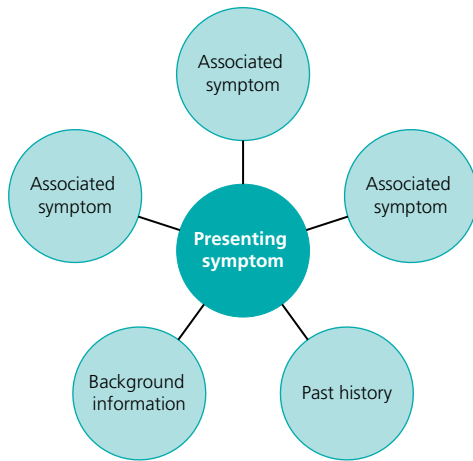 Associated
symptom
Associated
symptom
Associated
symptom
Presenting
symptom
Background
information
Past history